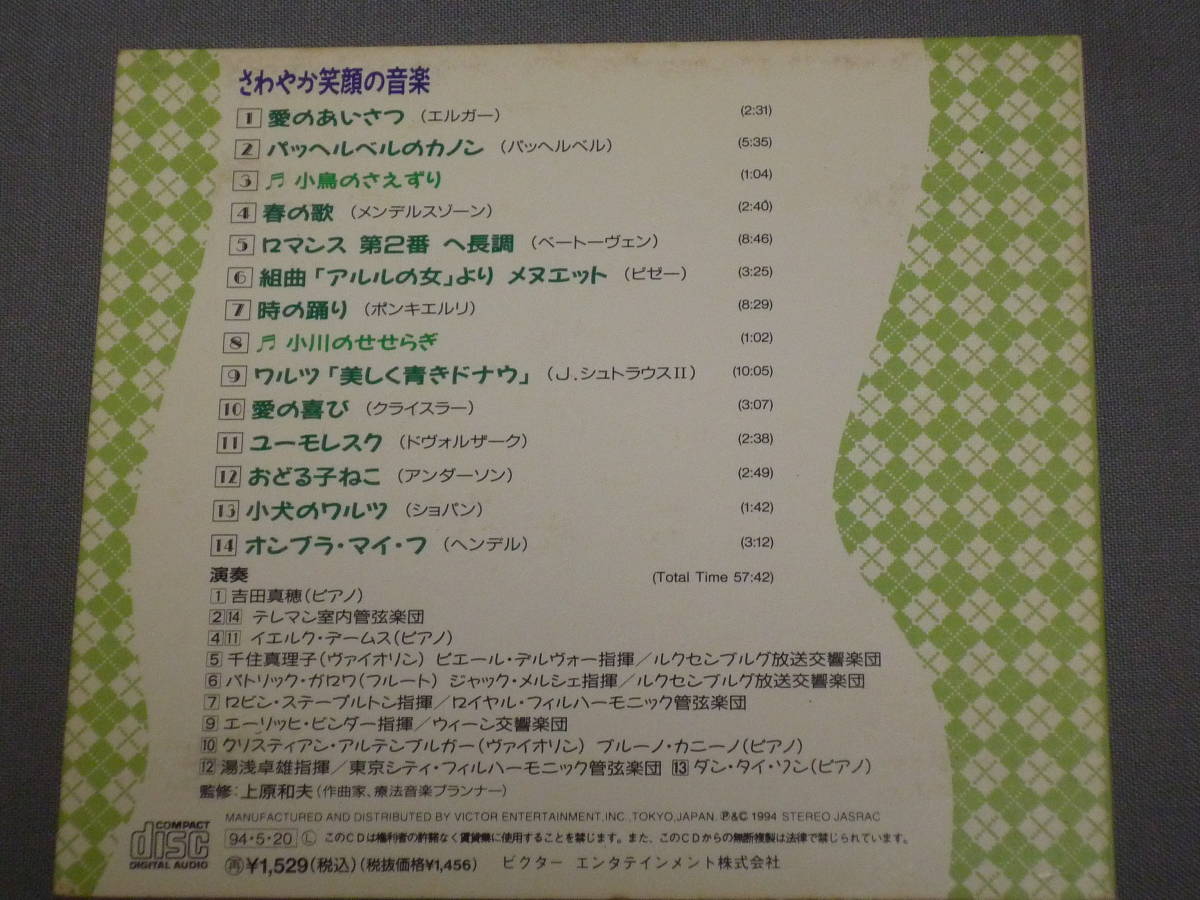 さわやか笑顔の音楽
1 愛のあいさつ (エルガー) (2:31)
2 パッヘルベルのカノン (パッヘルベル) (5:35)
3 ♬ 小鳥のさえずり (1:04)
4 春の歌 (メンデルスゾーン) (2:40)
5 ロマンス 第2番 ヘ長調 (ベートーヴェン) (8:46)
6 組曲「アルルの女」より メヌエット (ビゼー) (3:25)
7 時の踊り (ポンキエルリ) (8:29)
8 ♬ 小川のせせらぎ (1:02)
9 ワルツ「美しく青きドナウ」 (J.シュトラウスII) (10:05)
10 愛の喜び (クライスラー) (3:07)
11 ユーモレスク (ドヴォルザーク) (2:38)
12 おどる子ねこ (アンダーソン) (2:49)
13 小犬のワルツ (ショパン) (1:42)
14 オンブラ・マイ・フ (ヘンデル) (3:12)
演奏 (Total Time 57:42)
1 吉田真穂(ピアノ)
2 14 テレマン室内管弦楽団
4 11 イエルク・デームス(ピアノ)
5 千住真理子(ヴァイオリン) ピエール・デルヴォー指揮/ルクセンブルグ放送交響楽団
6 パトリック・ガロワ(フルート) ジャック・メルシェ指揮/ルクセンブルグ放送交響楽団
7 ロビン・ステープルトン指揮/ロイヤル・フィルハーモニック管弦楽団
9 エーリッヒ・ビンダー指揮/ウィーン交響楽団
10 クリスティアン・アルテンブルガー(ヴァイオリン) ブルーノ・カニーノ(ピアノ)
12 湯浅卓雄指揮/東京シティ・フィルハーモニック管弦楽団 13 ダン・タイ・ソン(ピアノ)
監修:上原和夫(作曲家、療法音楽プランナー)
MANUFACTURED AND DISTRIBUTED BY VICTOR ENTERTAINMENT, INC., TOKYO, JAPAN. ℗&© 1994 STEREO JASRAC
COMPACT disc DIGITAL AUDIO
94・5・20 Ⓛ このCDは権利者の許諾なく賃貸業に使用することを禁じます。また、このCDからの無断複製は法律で禁じられています。
再 ¥1,529(税込)(税抜価格¥1,456) ビクター エンタテインメント株式会社